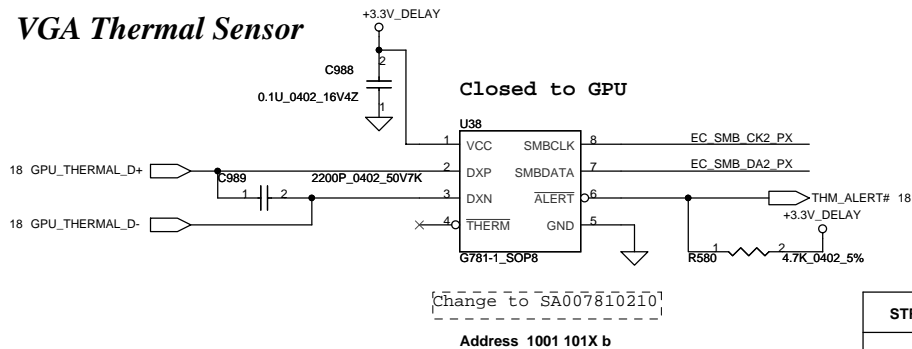 VGA Thermal Sensor
+3.3V_DELAY
2
C988
0.1U_0402_16V4Z
1
Closed to GPU
U38
1 VCC SMBCLK 8 EC_SMB_CK2_PX
18 GPU_THERMAL_D+ 2 DXP SMBDATA 7 EC_SMB_DA2_PX
C989 2200P_0402_50V7K
1 2 3 DXN ALERT 6 THM_ALERT# 18
+3.3V_DELAY
18 GPU_THERMAL_D- 4 THERM GND 5
1 2
G781-1_SOP8 R580 4.7K_0402_5%
Change to SA007810210
Address 1001 101X b